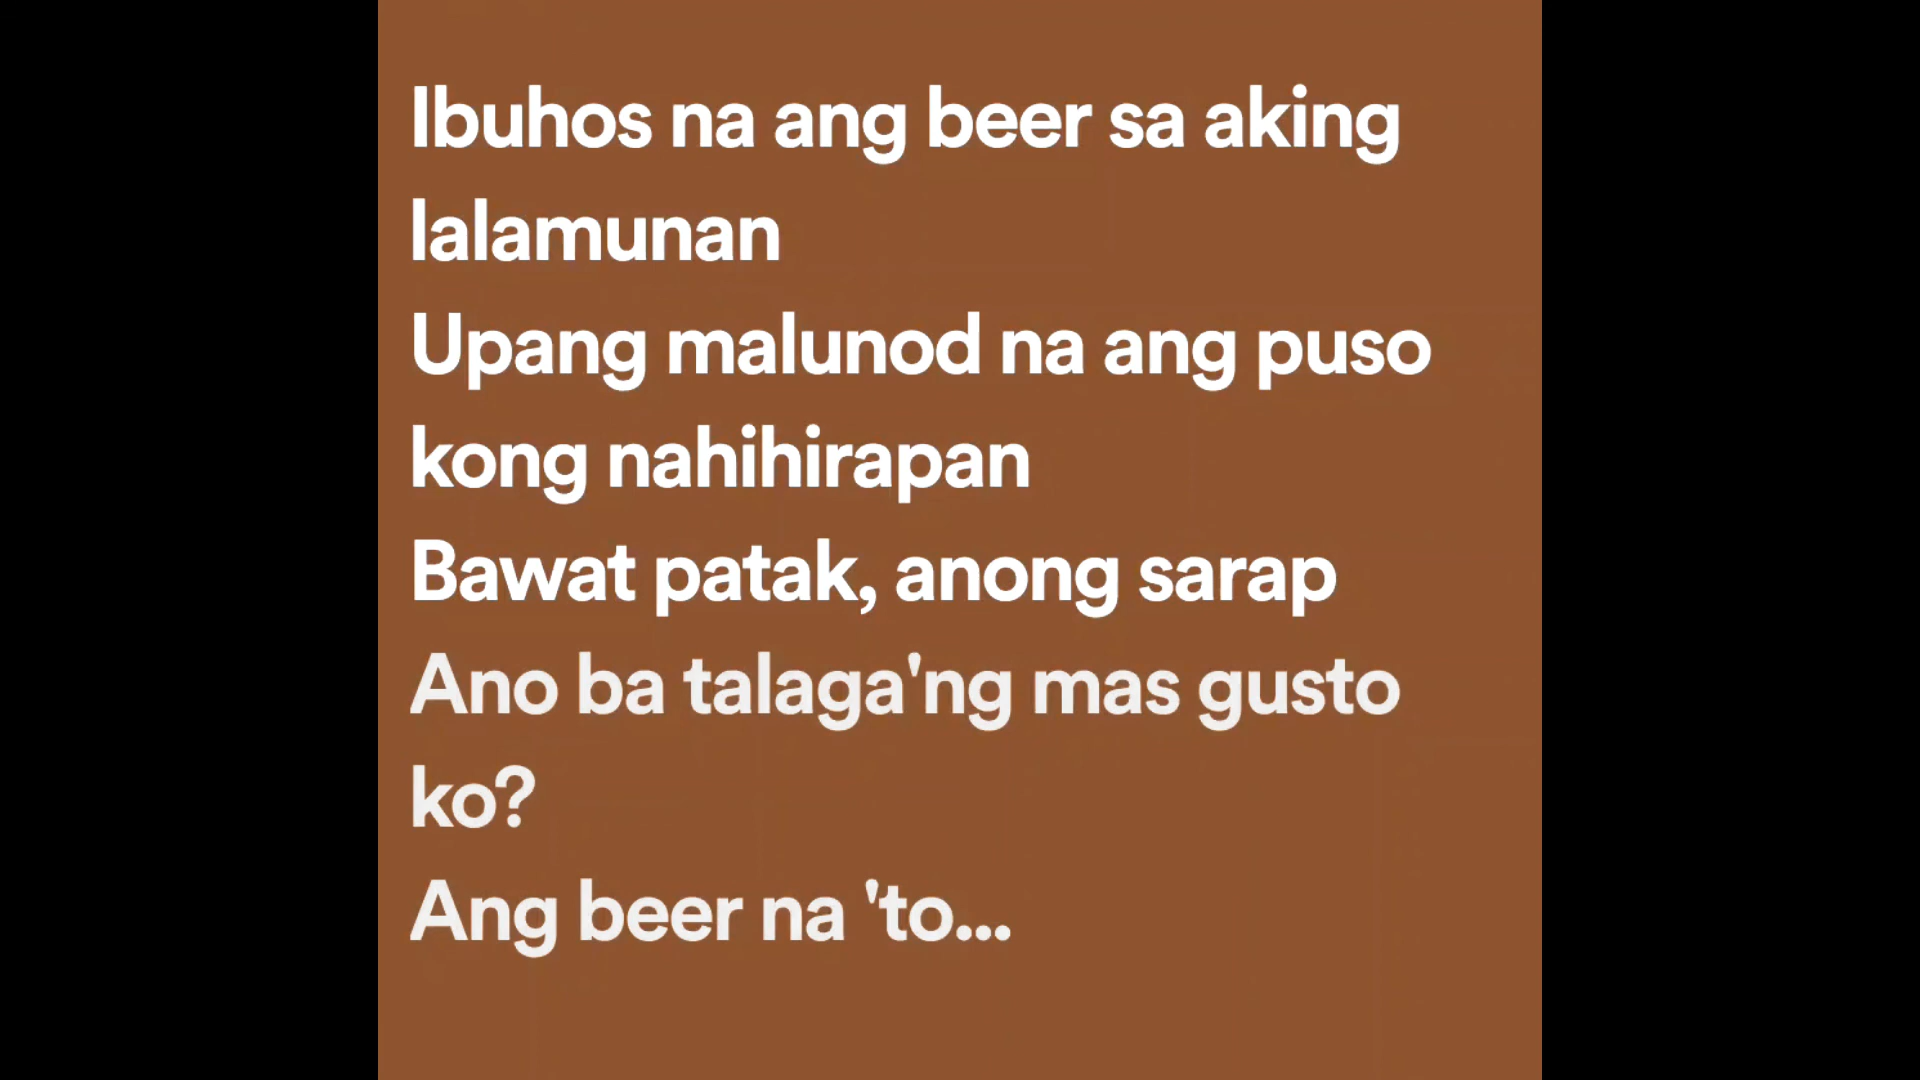 Ibuhos na ang beer sa aking
lalamunan
Upang malunod na ang puso
kong nahihirapan
Bawat patak, anong sarap
Ano ba talaga'ng mas gusto
ko?
Ang beer na 'to...